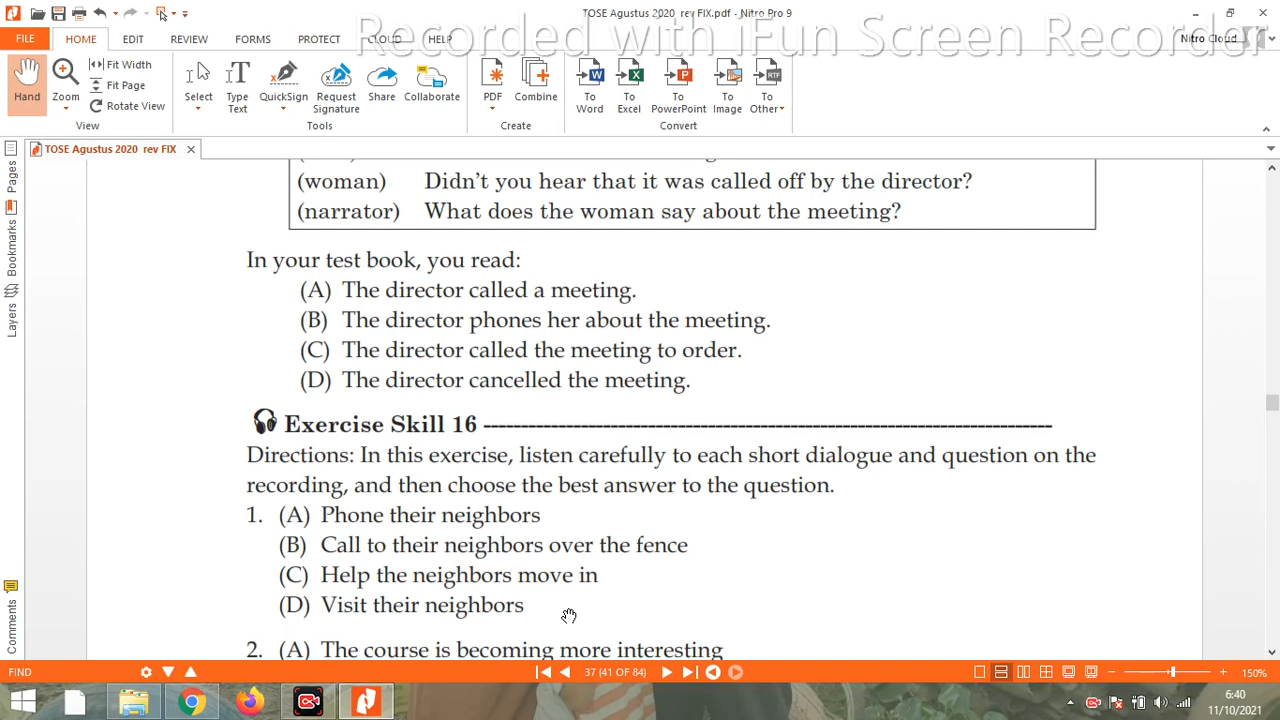 TOSE Agustus 2020 rev FIX.pdf - Nitro Pro 9
Recorded with iFun Screen Recorder
FILE HOME EDIT REVIEW FORMS PROTECT CLOUD HELP Nitro Cloud
Hand Zoom Fit Width Fit Page Rotate View Select Type Text QuickSign Request Signature Share Collaborate PDF Combine To Word To Excel To PowerPoint To Image To Other
View Tools Create Convert
TOSE Agustus 2020 rev FIX
Pages
Bookmarks
Layers
Comments
(woman) Didn't you hear that it was called off by the director?
(narrator) What does the woman say about the meeting?
In your test book, you read:
(A) The director called a meeting.
(B) The director phones her about the meeting.
(C) The director called the meeting to order.
(D) The director cancelled the meeting.
Exercise Skill 16 --------------------------------------------------------------------
Directions: In this exercise, listen carefully to each short dialogue and question on the
recording, and then choose the best answer to the question.
1. (A) Phone their neighbors
(B) Call to their neighbors over the fence
(C) Help the neighbors move in
(D) Visit their neighbors
2. (A) The course is becoming more interesting
FIND 37 (41 OF 84) 150%
6:40
11/10/2021